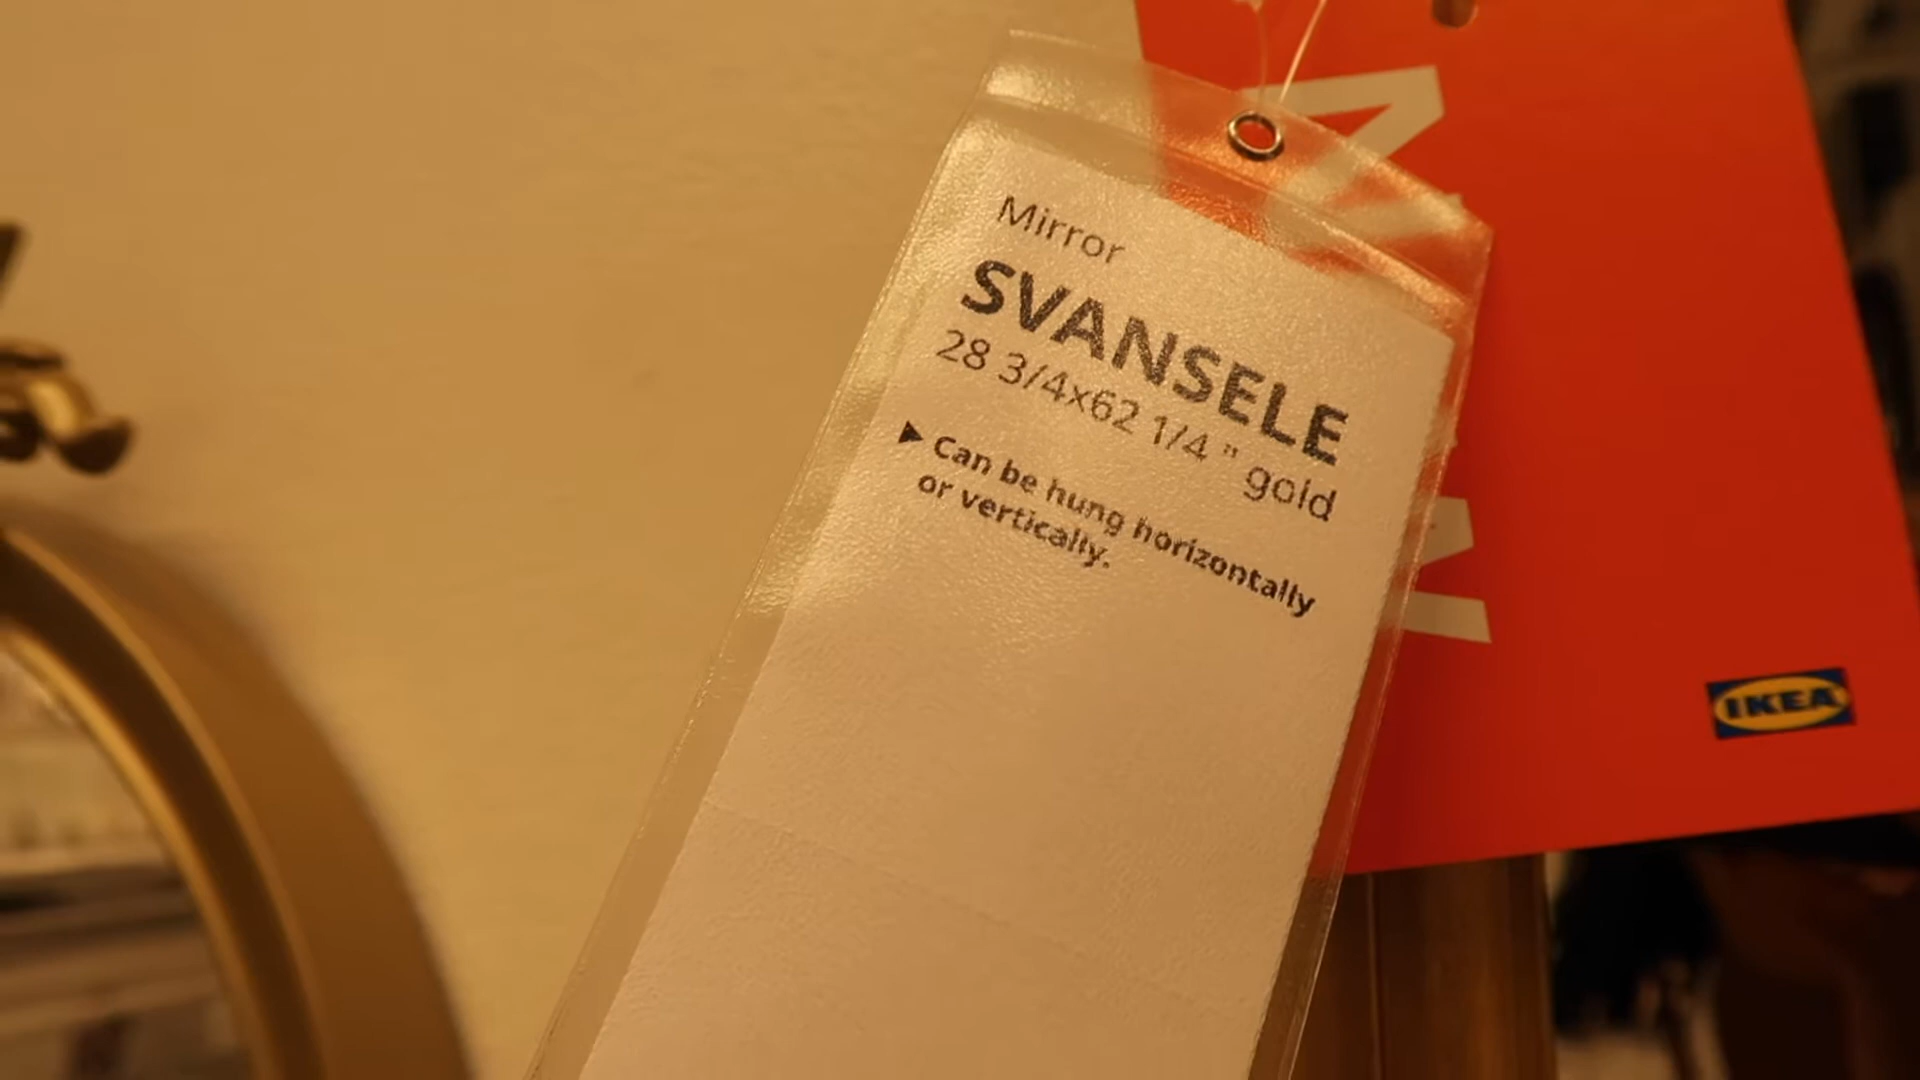 Mirror
SVANSELE
28 3/4x62 1/4 " gold
▶ Can be hung horizontally
or vertically.
IKEA